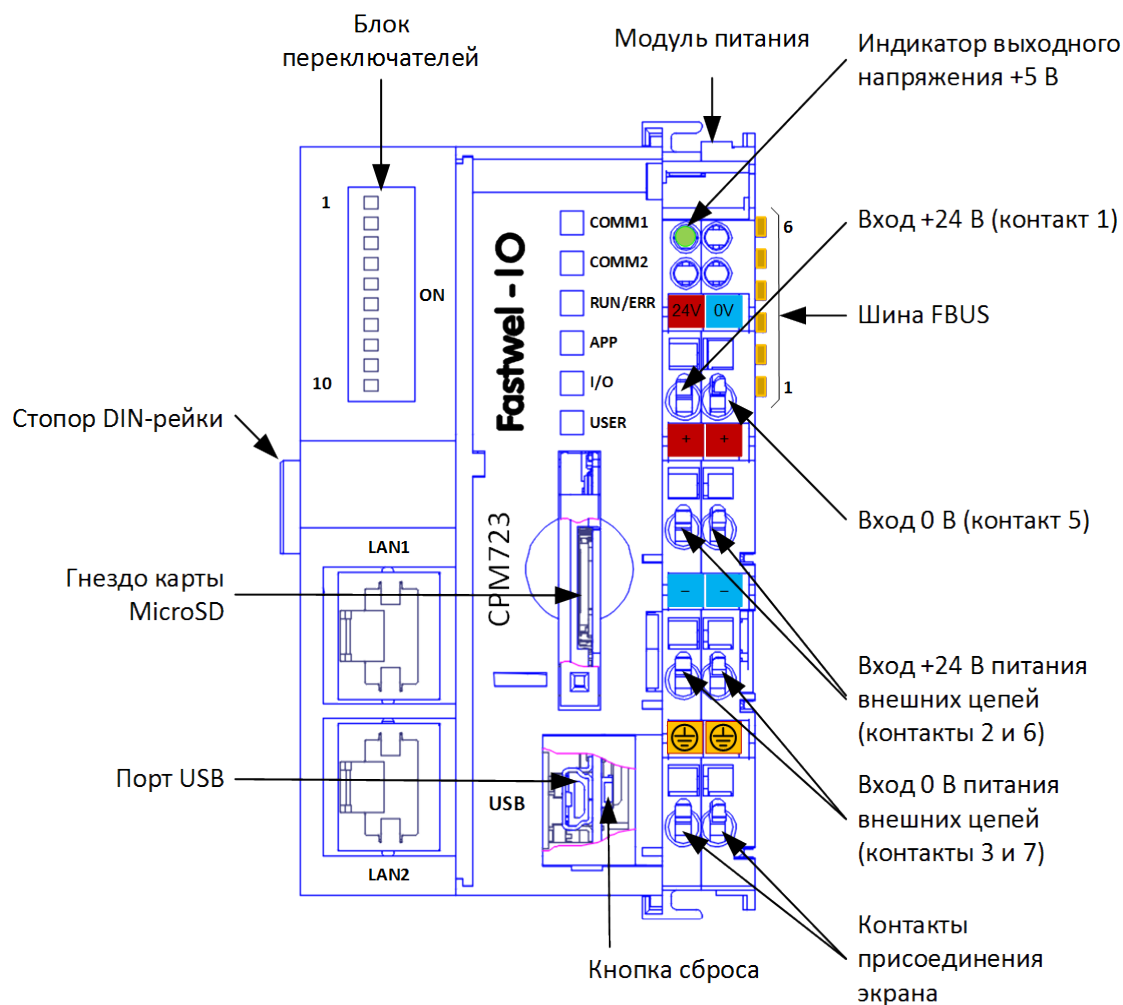 Блок
переключателей
Модуль питания
Индикатор выходного
напряжения +5 В
1
10
ON
Fastwel - IO
COMM1
COMM2
RUN/ERR
APP
I/O
USER
24V
0V
6
1
Вход +24 В (контакт 1)
Шина FBUS
+
+
Стопор DIN-рейки
Вход 0 В (контакт 5)
CPM723
LAN1
Гнездо карты
MicroSD
–
–
Вход +24 В питания
внешних цепей
(контакты 2 и 6)
Порт USB
USB
Вход 0 В питания
внешних цепей
(контакты 3 и 7)
LAN2
Кнопка сброса
Контакты
присоединения
экрана